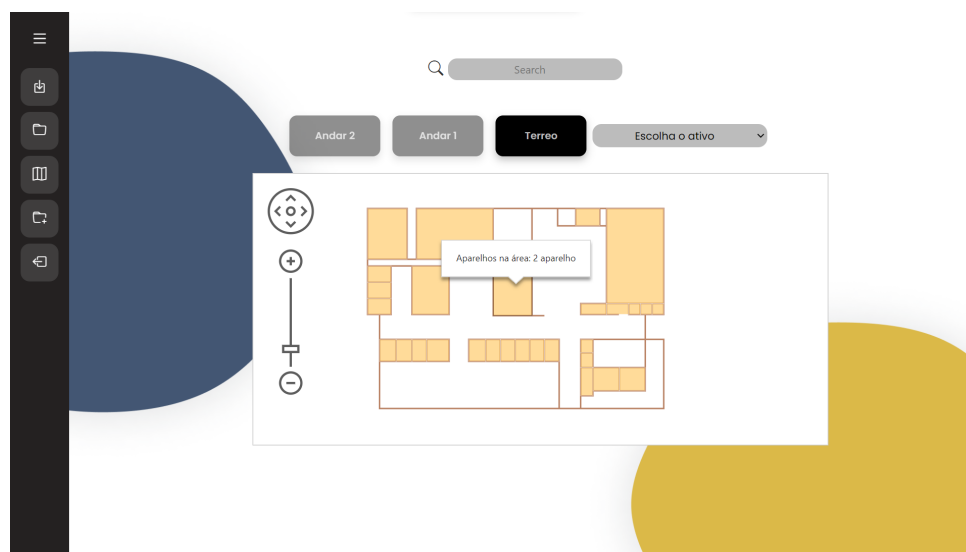 Search
Andar 2
Andar 1
Terreo
Escolha o ativo
Aparelhos na área: 2 aparelho